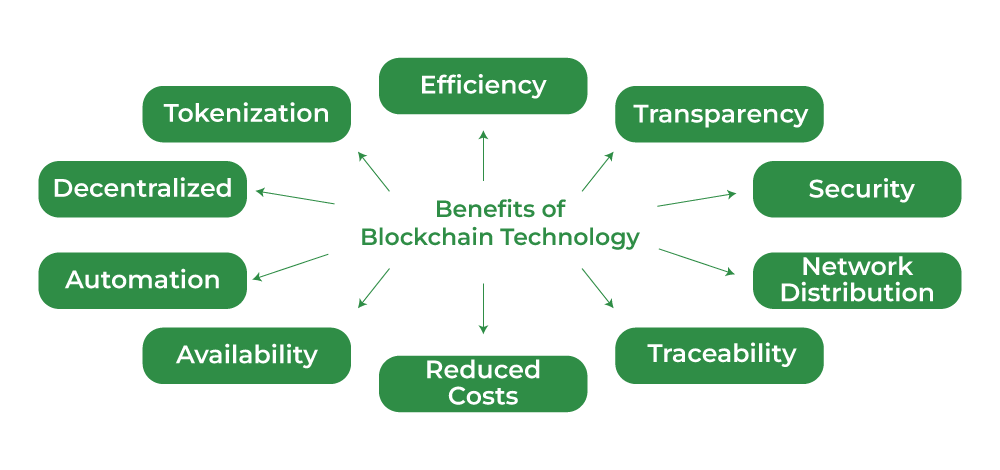 Efficiency
Tokenization
Transparency
Decentralized
Security
Benefits of
Blockchain Technology
Automation
Network
Distribution
Availability
Traceability
Reduced
Costs